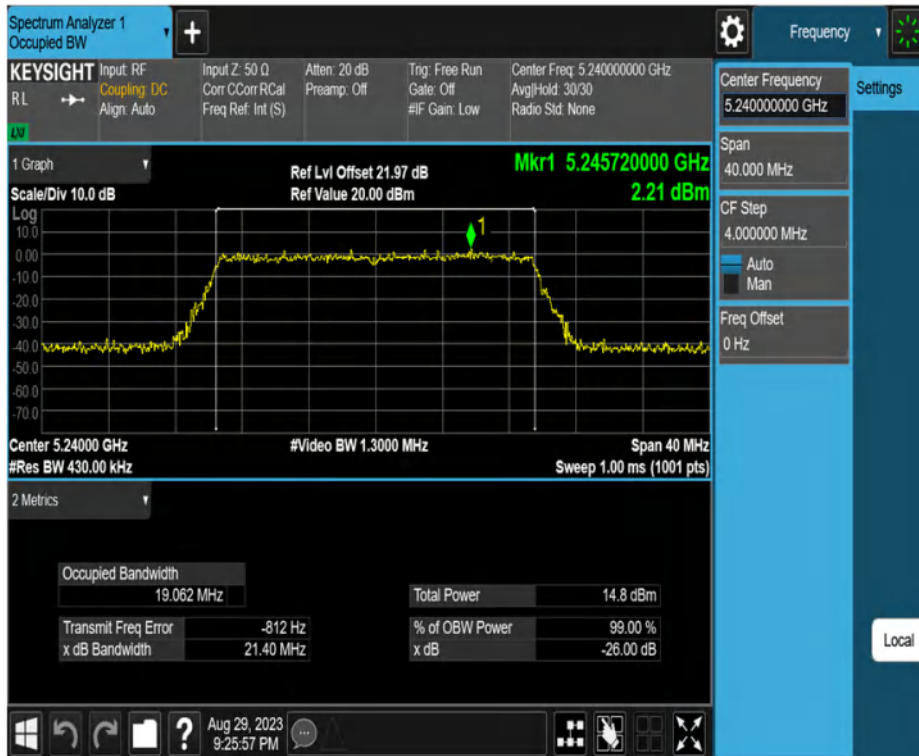 Spectrum Analyzer 1
Occupied BW
+
Frequency
KEYSIGHT
RL
LXI
Input: RF
Coupling: DC
Align: Auto
Input Z: 50 Ω
Corr CCorr RCal
Freq Ref: Int (S)
Atten: 20 dB
Preamp: Off
Trig: Free Run
Gate: Off
#IF Gain: Low
Center Freq: 5.240000000 GHz
Avg|Hold: 30/30
Radio Std: None
Center Frequency
5.240000000 GHz
Settings
Span
40.000 MHz
CF Step
4.000000 MHz
Auto
Man
Freq Offset
0 Hz
1 Graph
Ref Lvl Offset 21.97 dB
Mkr1 5.245720000 GHz
Scale/Div 10.0 dB
Ref Value 20.00 dBm
2.21 dBm
Log
1
10.0
0.00
-10.0
-20.0
-30.0
-40.0
-50.0
-60.0
-70.0
Center 5.24000 GHz
#Video BW 1.3000 MHz
Span 40 MHz
#Res BW 430.00 kHz
Sweep 1.00 ms (1001 pts)
2 Metrics
Occupied Bandwidth
19.062 MHz
Total Power 14.8 dBm
Transmit Freq Error -812 Hz
% of OBW Power 99.00 %
x dB Bandwidth 21.40 MHz
x dB -26.00 dB
Local
?
Aug 29, 2023
9:25:57 PM